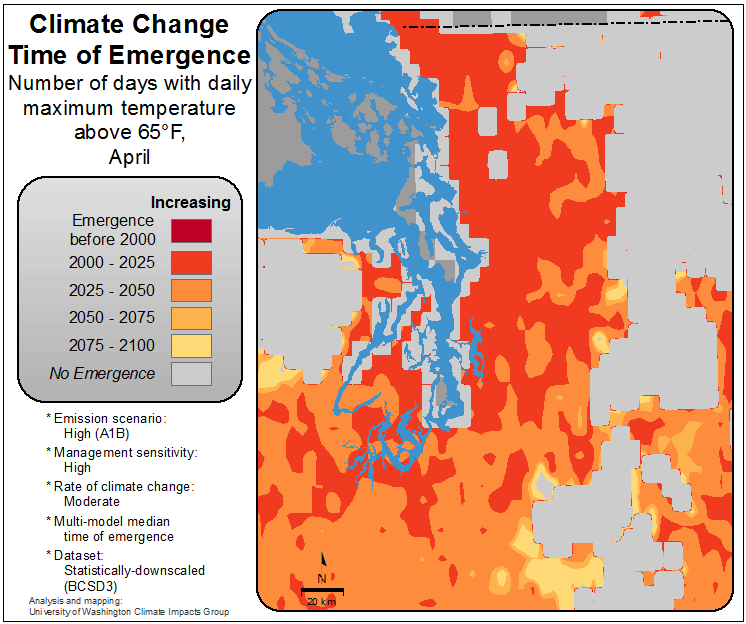 Climate Change
Time of Emergence
Number of days with daily
maximum temperature
above 65°F,
April
Increasing
Emergence
before 2000
2000 - 2025
2025 - 2050
2050 - 2075
2075 - 2100
No Emergence
* Emission scenario:
High (A1B)
* Management sensitivity:
High
* Rate of climate change:
Moderate
* Multi-model median
time of emergence
* Dataset:
Statistically-downscaled
(BCSD3)
Analysis and mapping:
University of Washington Climate Impacts Group
N
20 km